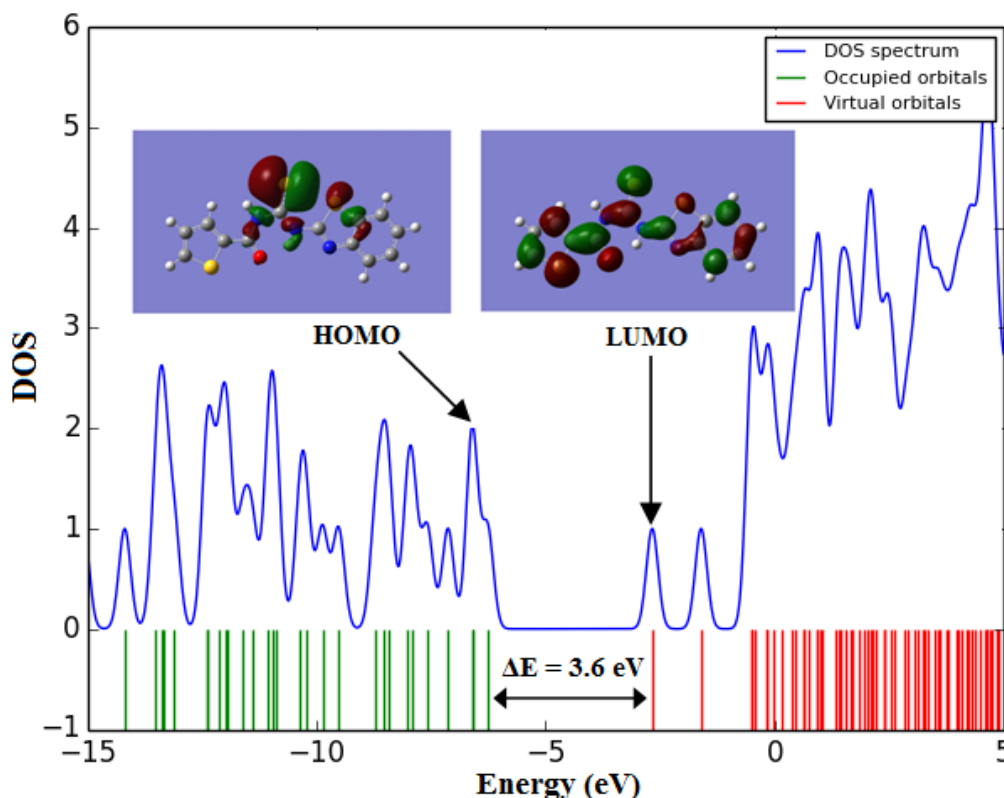 6
5
4
3
2
1
0
−1
DOS
DOS spectrum
Occupied orbitals
Virtual orbitals
HOMO
LUMO
ΔE = 3.6 eV
−15
−10
−5
0
5
Energy (eV)